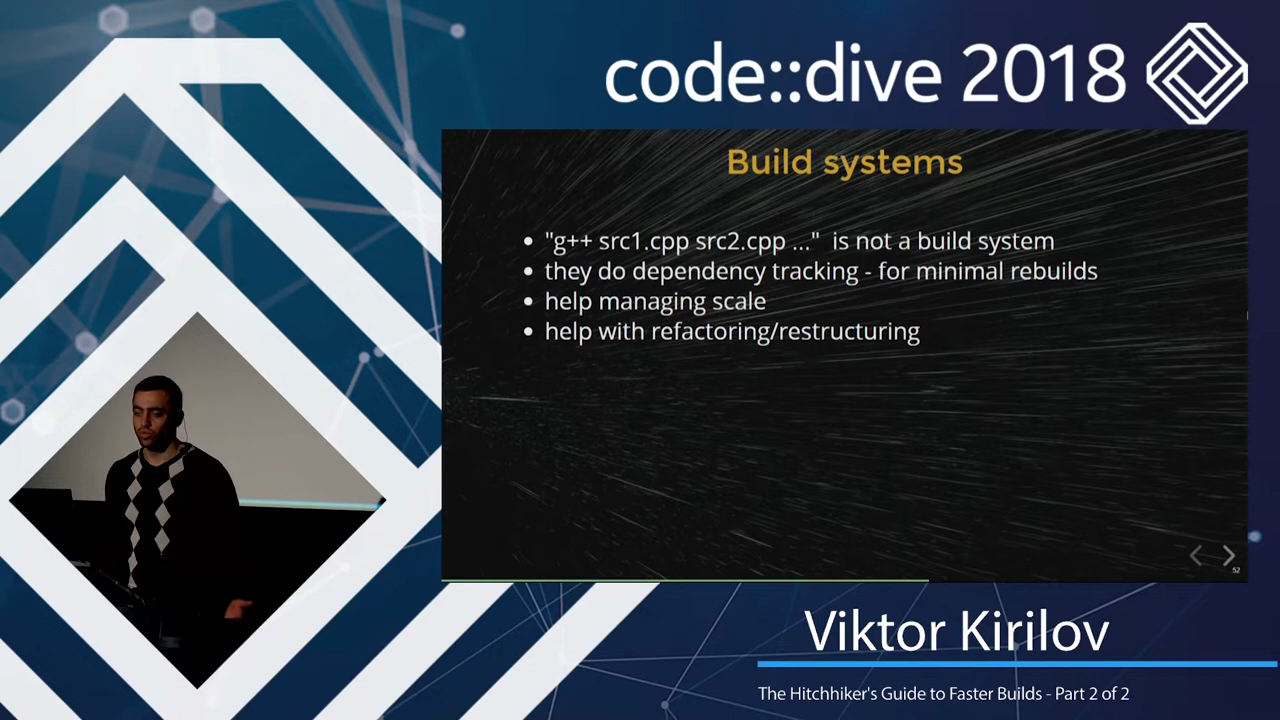 code::dive 2018
Build systems
• "g++ src1.cpp src2.cpp ..." is not a build system
• they do dependency tracking - for minimal rebuilds
• help managing scale
• help with refactoring/restructuring
52
Viktor Kirilov
The Hitchhiker's Guide to Faster Builds - Part 2 of 2